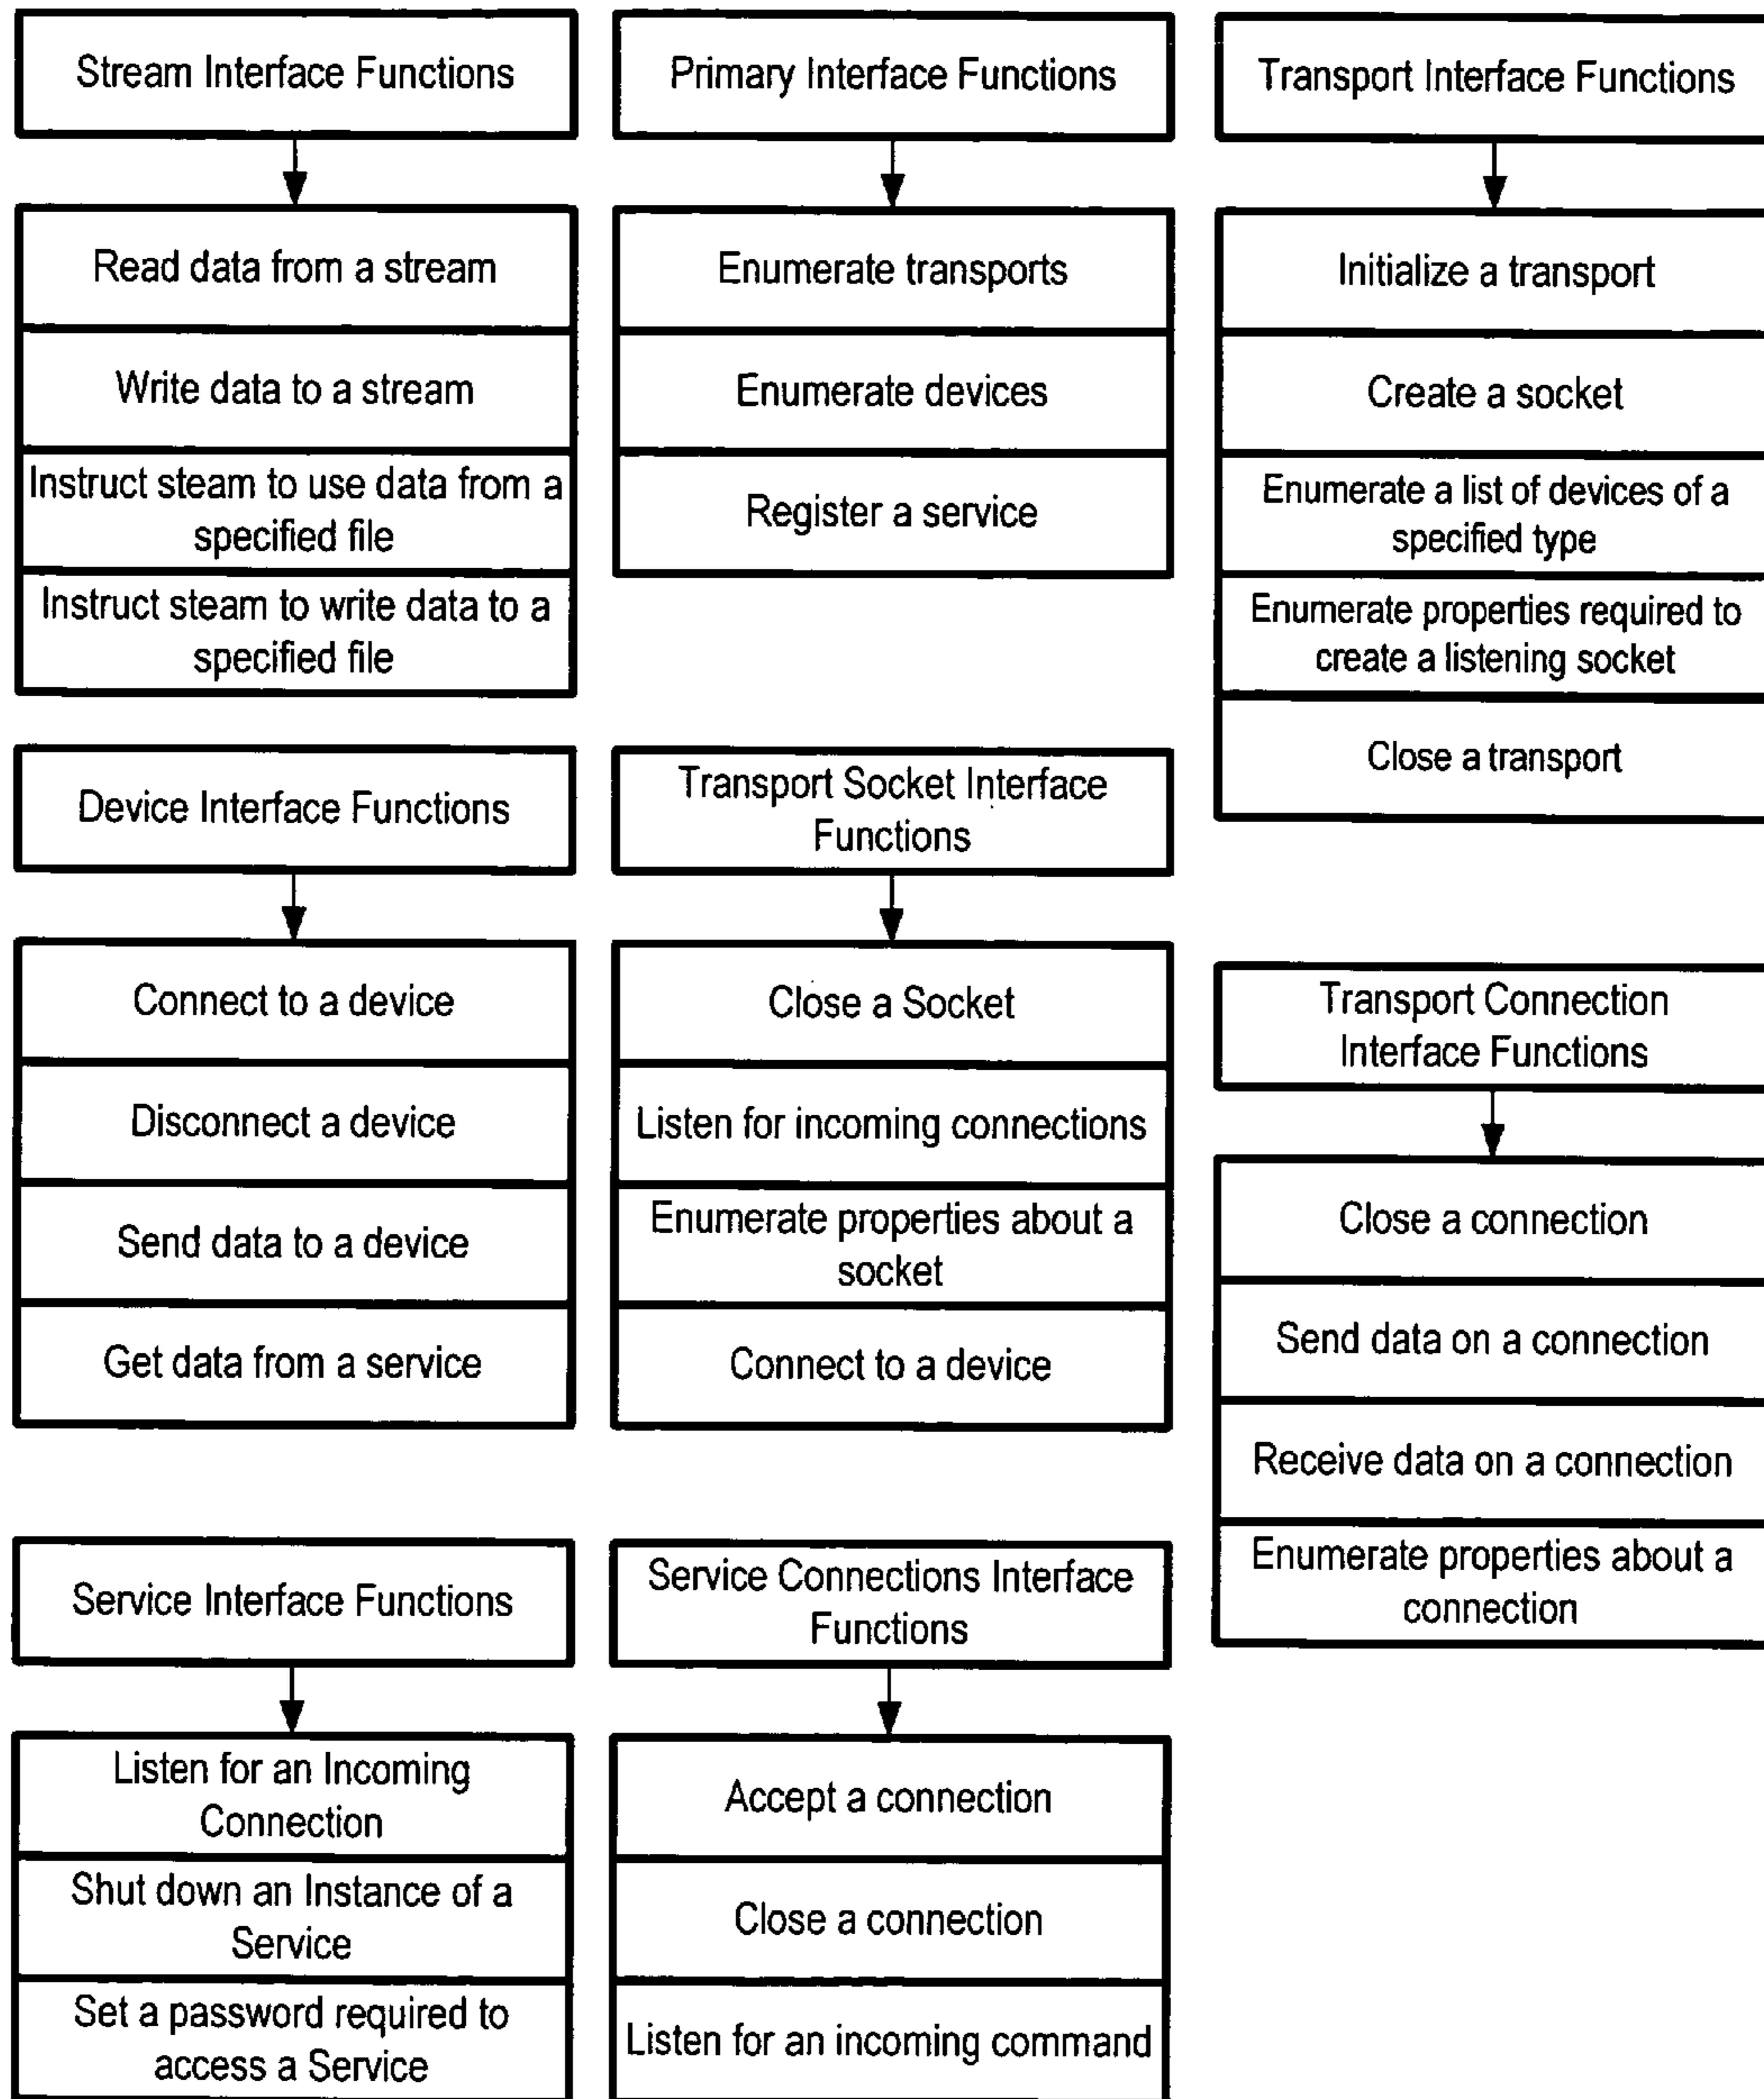 Stream Interface Functions
Read data from a stream
Write data to a stream
Instruct steam to use data from a
specified file
Instruct steam to write data to a
specified file
Primary Interface Functions
Enumerate transports
Enumerate devices
Register a service
Transport Interface Functions
Initialize a transport
Create a socket
Enumerate a list of devices of a
specified type
Enumerate properties required to
create a listening socket
Close a transport
Device Interface Functions
Connect to a device
Disconnect a device
Send data to a device
Get data from a service
Transport Socket Interface
Functions
Close a Socket
Listen for incoming connections
Enumerate properties about a
socket
Connect to a device
Transport Connection
Interface Functions
Close a connection
Send data on a connection
Receive data on a connection
Enumerate properties about a
connection
Service Interface Functions
Listen for an Incoming
Connection
Shut down an Instance of a
Service
Set a password required to
access a Service
Service Connections Interface
Functions
Accept a connection
Close a connection
Listen for an incoming command